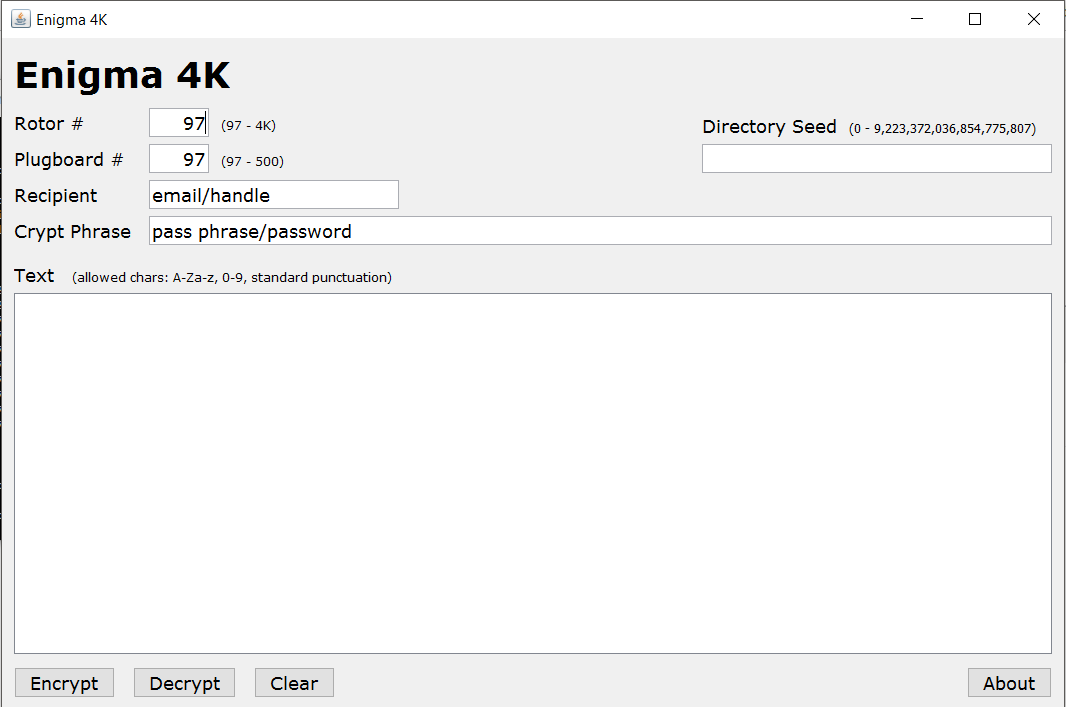 Enigma 4K
Enigma 4K
Rotor # 97 (97 - 4K)
Directory Seed (0 - 9,223,372,036,854,775,807)
Plugboard # 97 (97 - 500)
Recipient email/handle
Crypt Phrase pass phrase/password
Text (allowed chars: A-Za-z, 0-9, standard punctuation)
Encrypt Decrypt Clear About